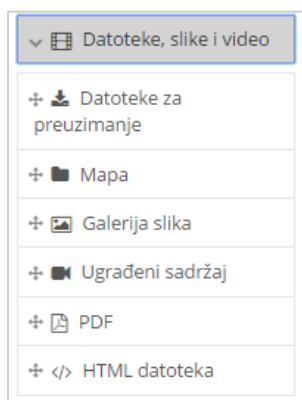 Datoteke, slike i video
Datoteke za
preuzimanje
Mapa
Galerija slika
Ugrađeni sadržaj
PDF
HTML datoteka